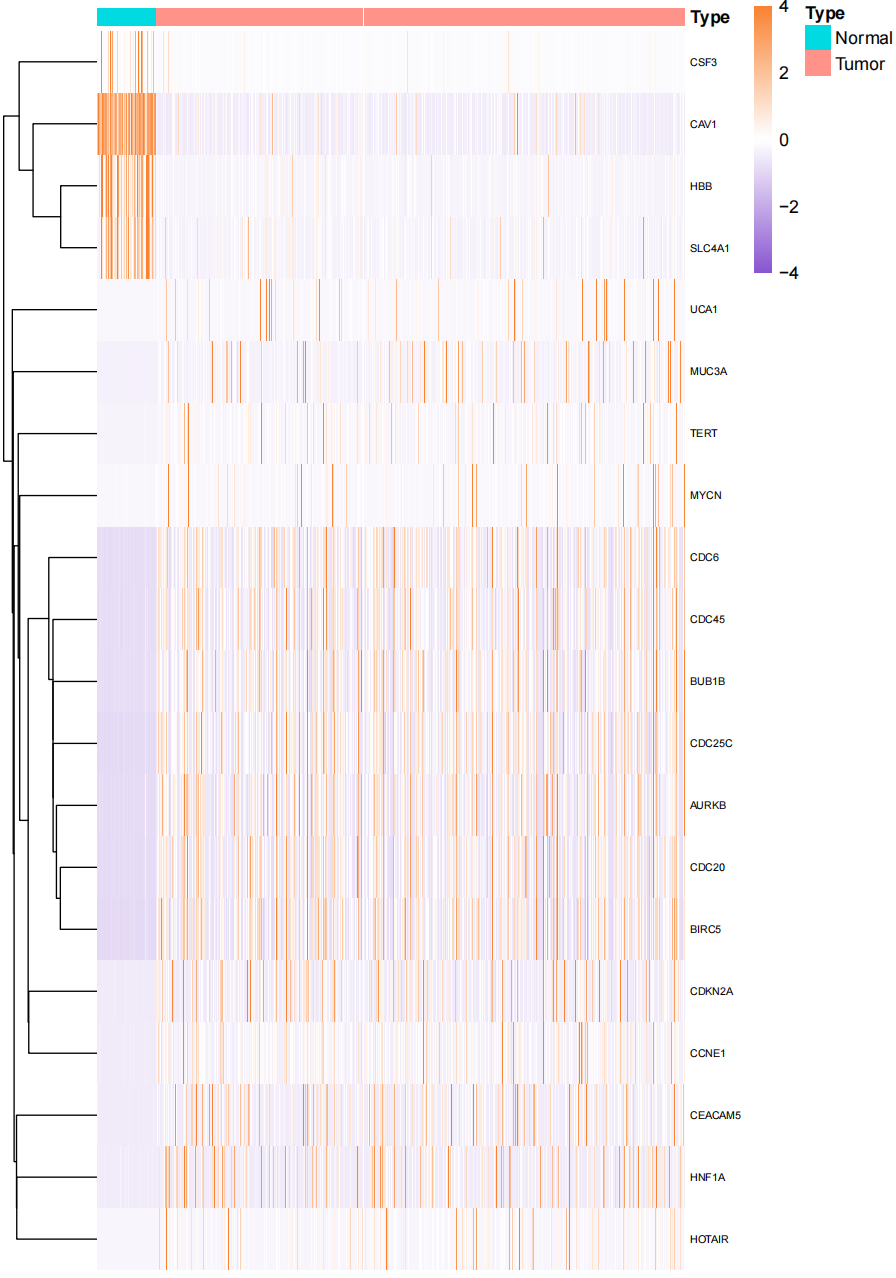 Type
4
2
0
−2
−4
Type
Normal
Tumor
CSF3
CAV1
HBB
SLC4A1
UCA1
MUC3A
TERT
MYCN
CDC6
CDC45
BUB1B
CDC25C
AURKB
CDC20
BIRC5
CDKN2A
CCNE1
CEACAM5
HNF1A
HOTAIR